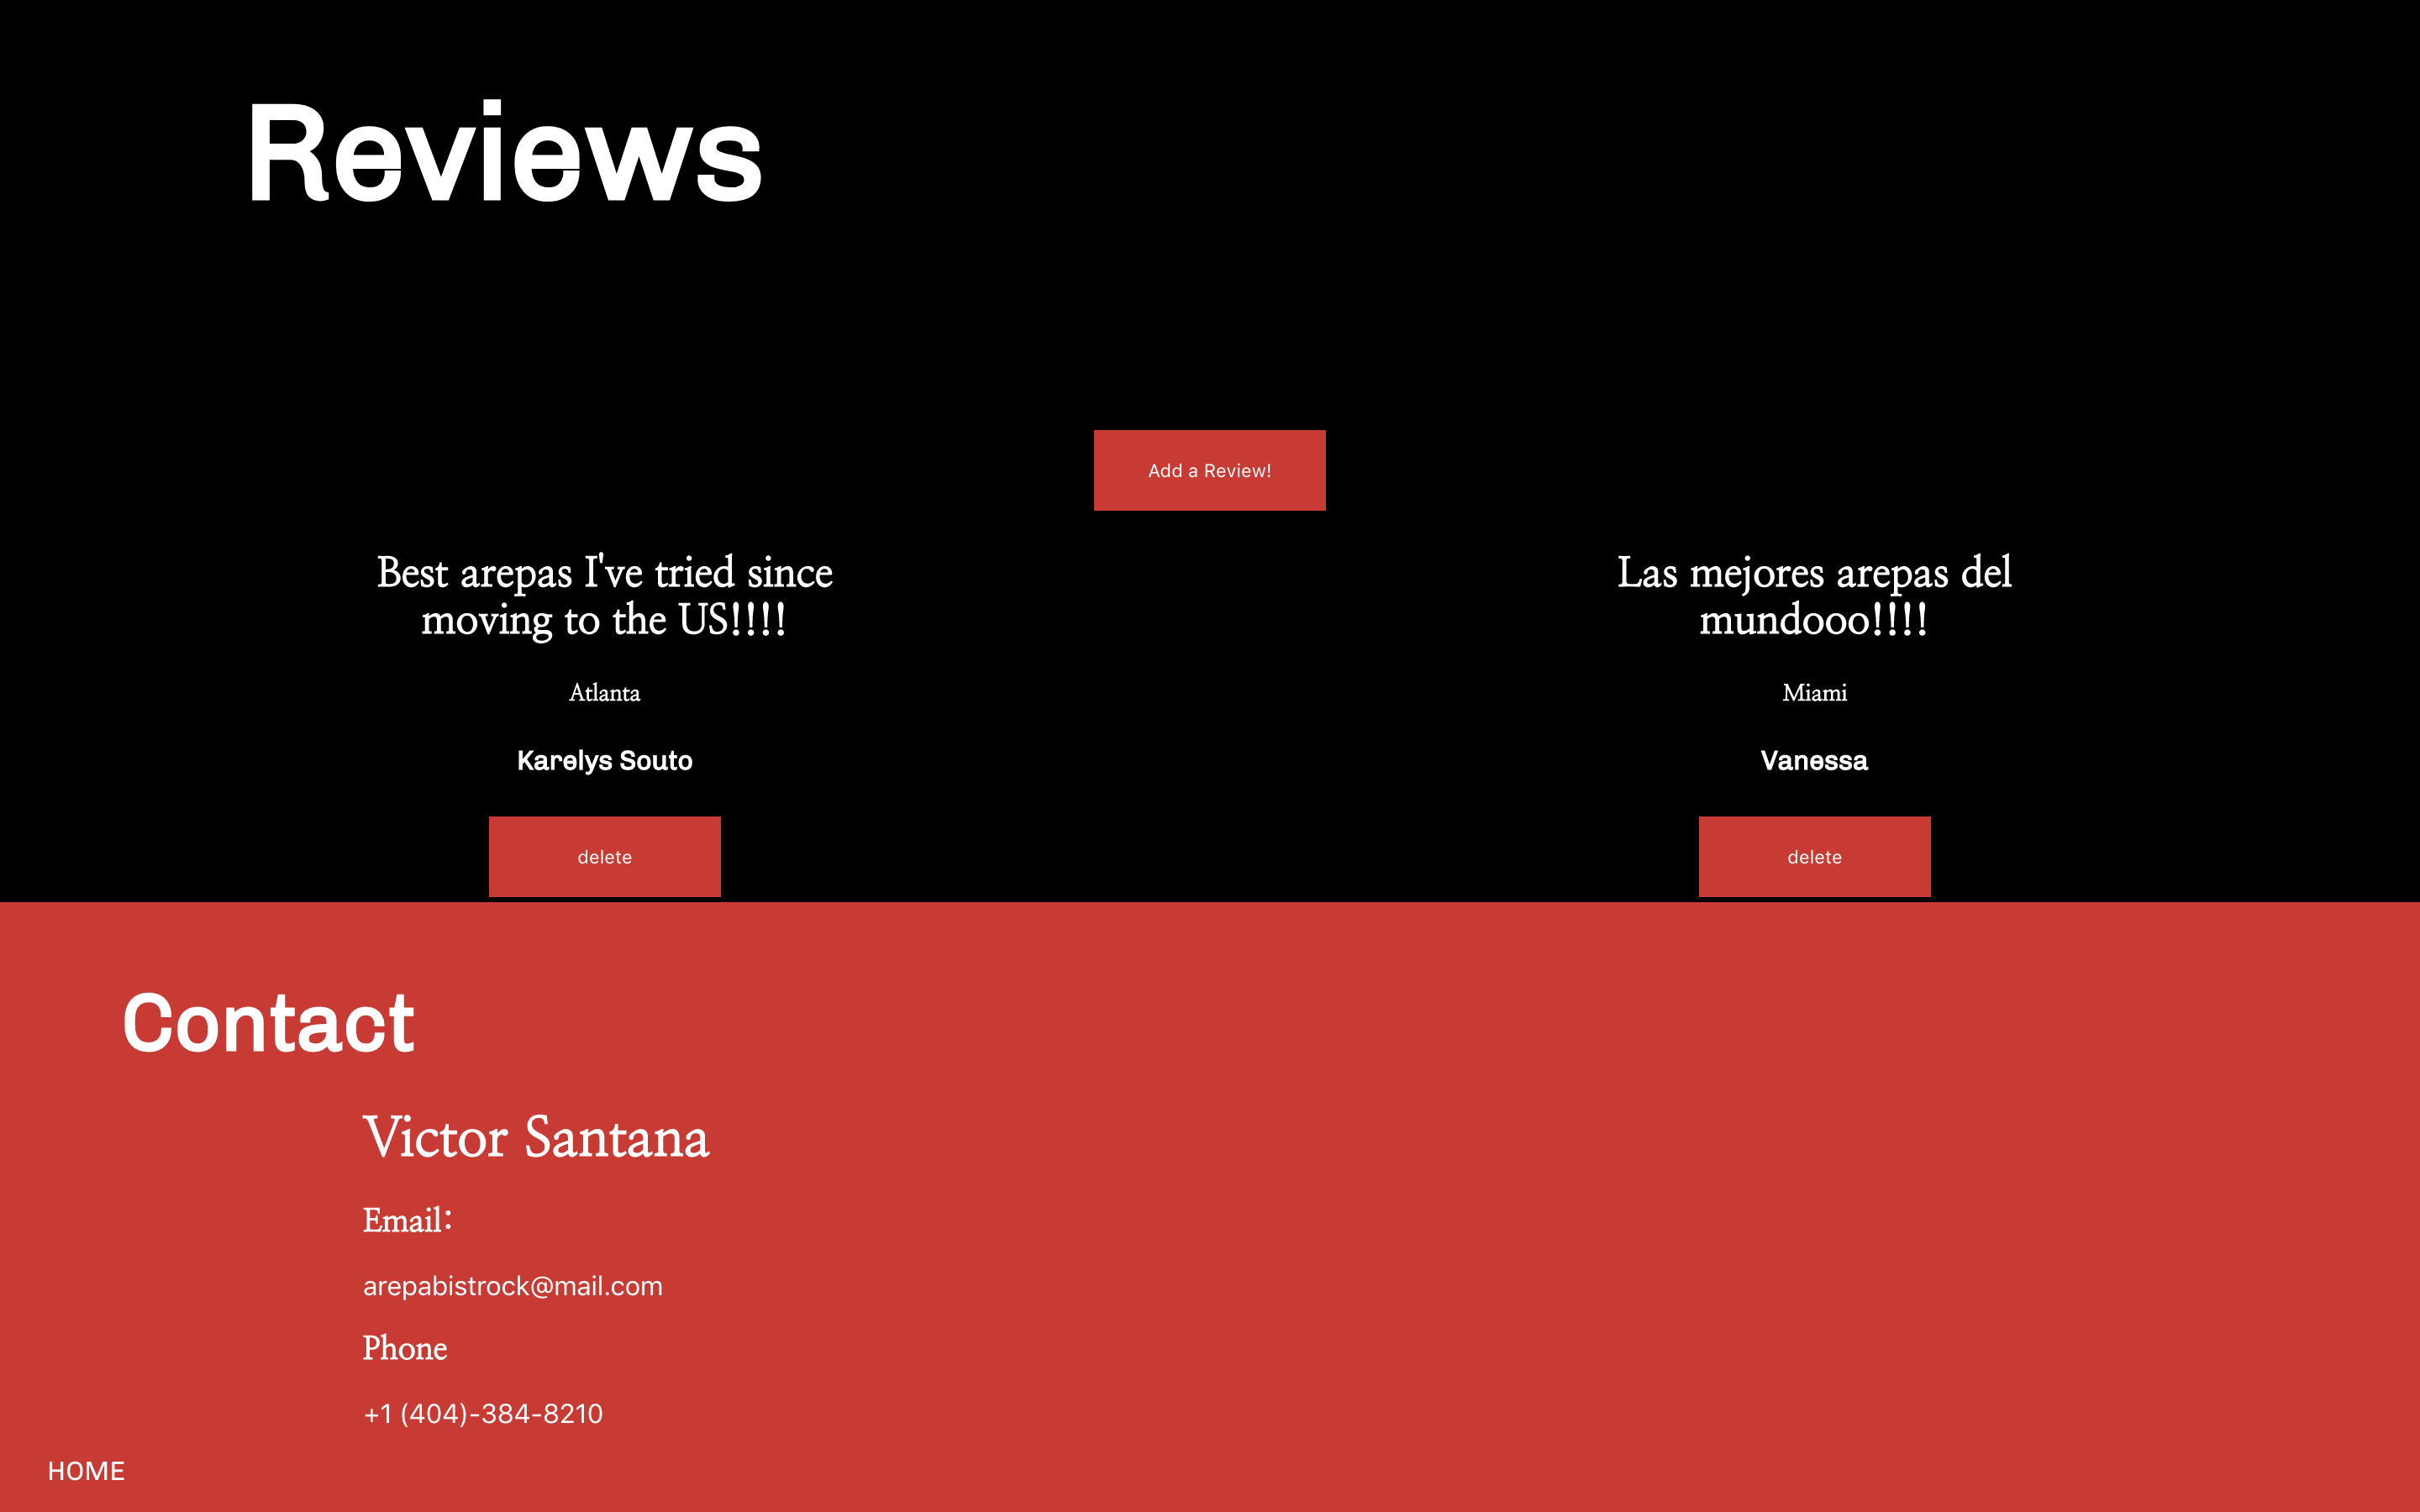 Reviews
Add a Review!
Best arepas I've tried since
moving to the US!!!!
Atlanta
Karelys Souto
delete
Las mejores arepas del
mundooo!!!!
Miami
Vanessa
delete
Contact
Victor Santana
Email:
arepabistrock@mail.com
Phone
+1 (404)-384-8210
HOME